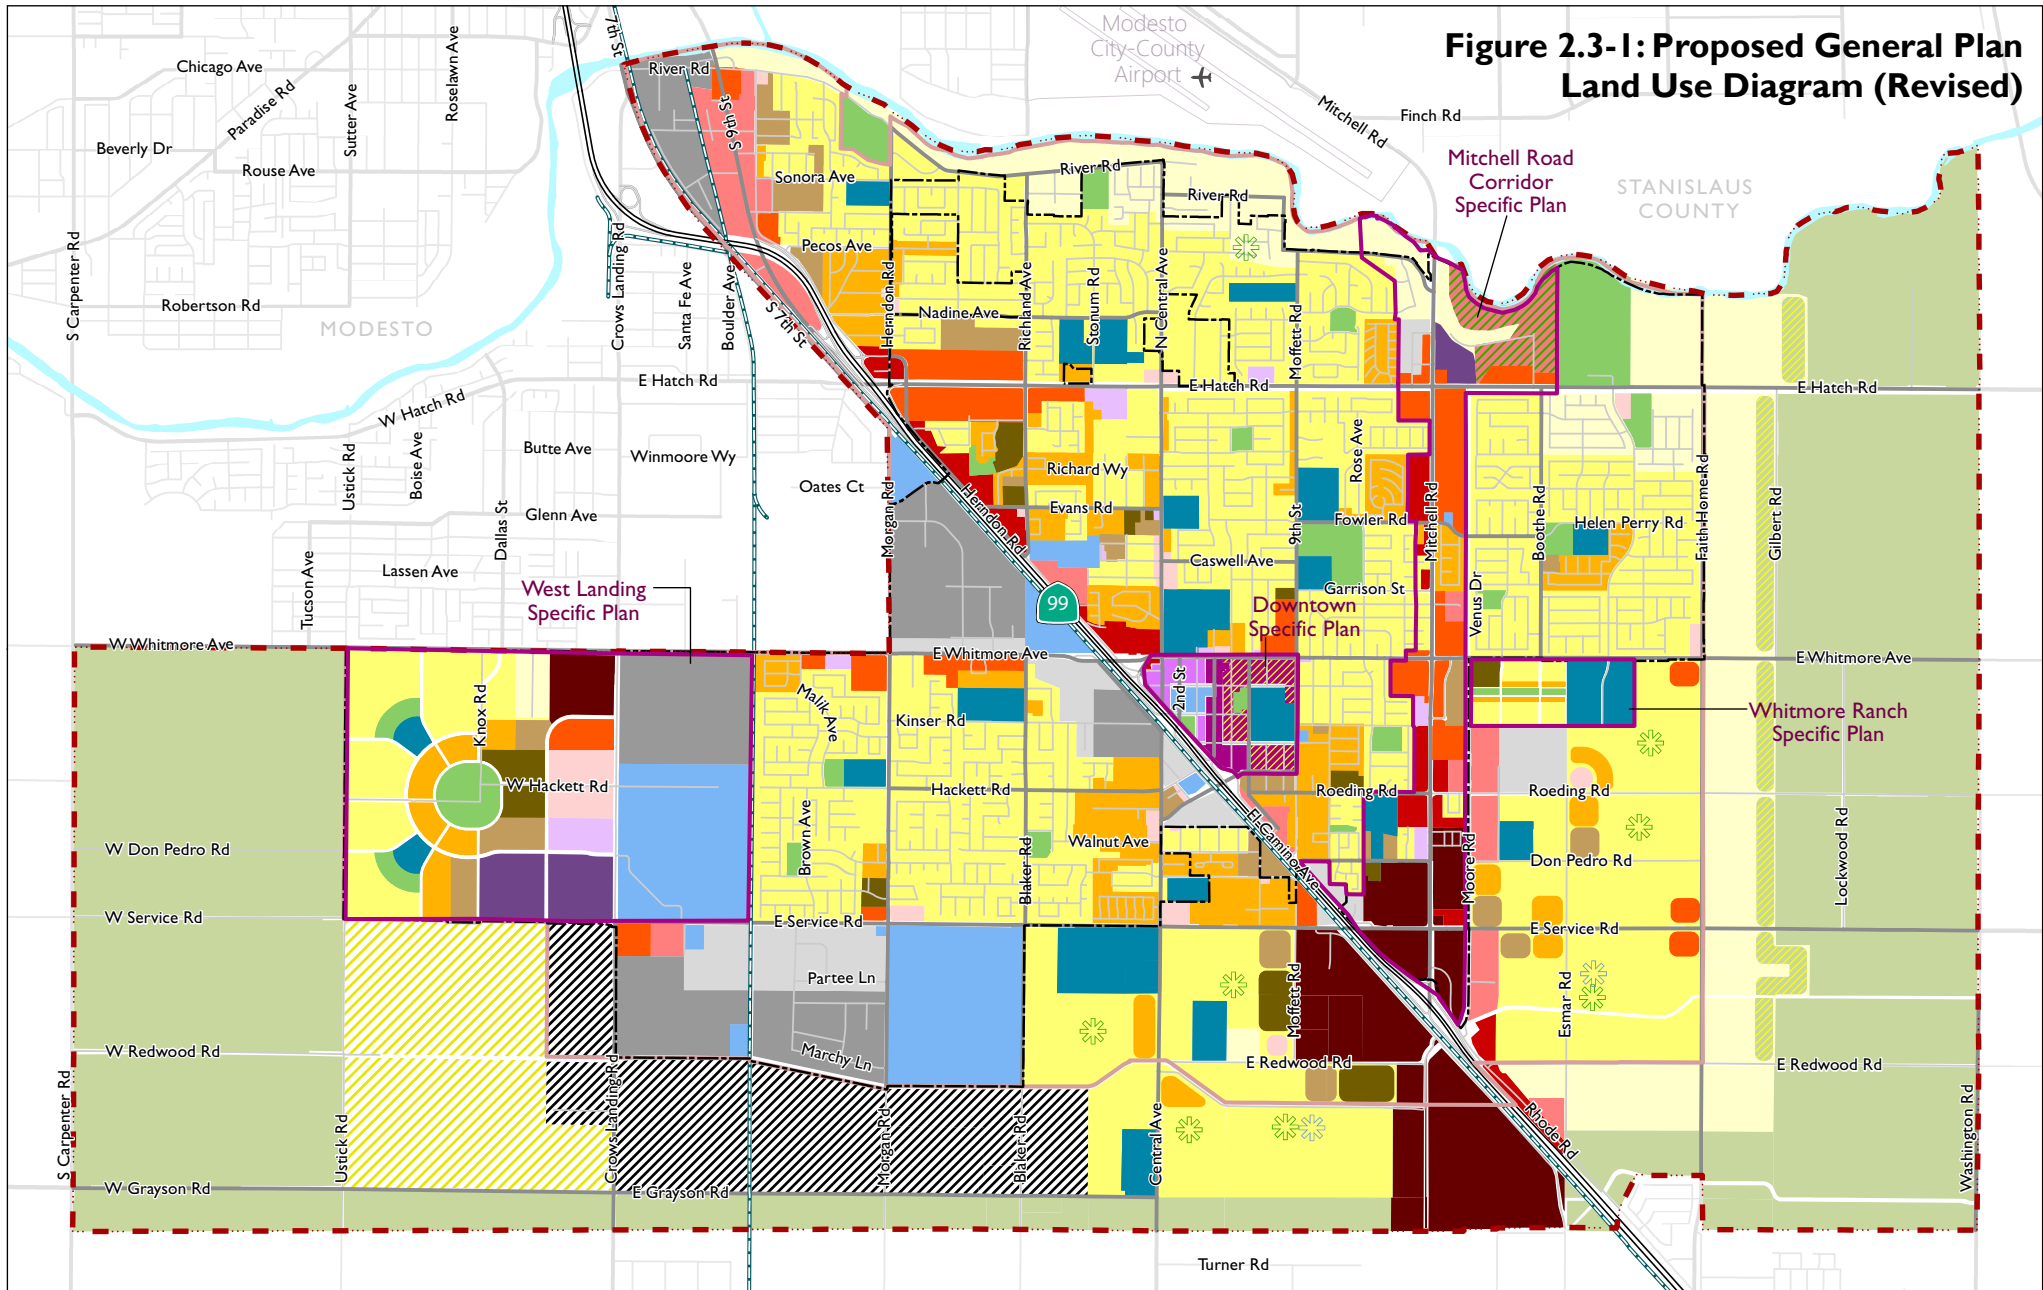 Figure 2.3-1: Proposed General Plan
Land Use Diagram (Revised)
Modesto
City-County
Airport
7th St
Roselawn Ave
Chicago Ave
River Rd
Paradise Rd
Sutter Ave
S 9th St
Mitchell Rd
Finch Rd
Beverly Dr
Rouse Ave
Mitchell Road
Corridor
Specific Plan
STANISLAUS
COUNTY
Sonora Ave
River Rd
River Rd
Pecos Ave
S Carpenter Rd
Crows Landing Rd
Santa Fe Ave
Boulder Ave
Herndon Rd
Richland Ave
Stonum Rd
N Central Ave
Moffett Rd
Robertson Rd
MODESTO
S 7th St
Nadine Ave
E Hatch Rd
E Hatch Rd
E Hatch Rd
W Hatch Rd
Ustick Rd
Boise Ave
Butte Ave
Winmoore Wy
Richard Wy
Rose Ave
Oates Ct
Morgan Rd
Herndon Rd
Evans Rd
9th St
Fowler Rd
Mitchell Rd
Boothe Rd
Helen Perry Rd
Faith Home Rd
Gilbert Rd
Dallas St
Glenn Ave
Tucson Ave
Lassen Ave
Caswell Ave
Garrison St
Venus Dr
West Landing
Specific Plan
99
Downtown
Specific Plan
W Whitmore Ave
E Whitmore Ave
E Whitmore Ave
Knox Rd
Malik Ave
Kinser Rd
2nd St
Whitmore Ranch
Specific Plan
W Hackett Rd
Hackett Rd
Roeding Rd
Roeding Rd
Brown Ave
Blaker Rd
Walnut Ave
El Camino Ave
Moore Rd
Lockwood Rd
W Don Pedro Rd
Don Pedro Rd
W Service Rd
E Service Rd
E Service Rd
Partee Ln
Moffett Rd
Esmar Rd
W Redwood Rd
Marchy Ln
E Redwood Rd
E Redwood Rd
S Carpenter Rd
Ustick Rd
Crows Landing Rd
Morgan Rd
Blaker Rd
Central Ave
Rhode Rd
Washington Rd
W Grayson Rd
E Grayson Rd
Turner Rd